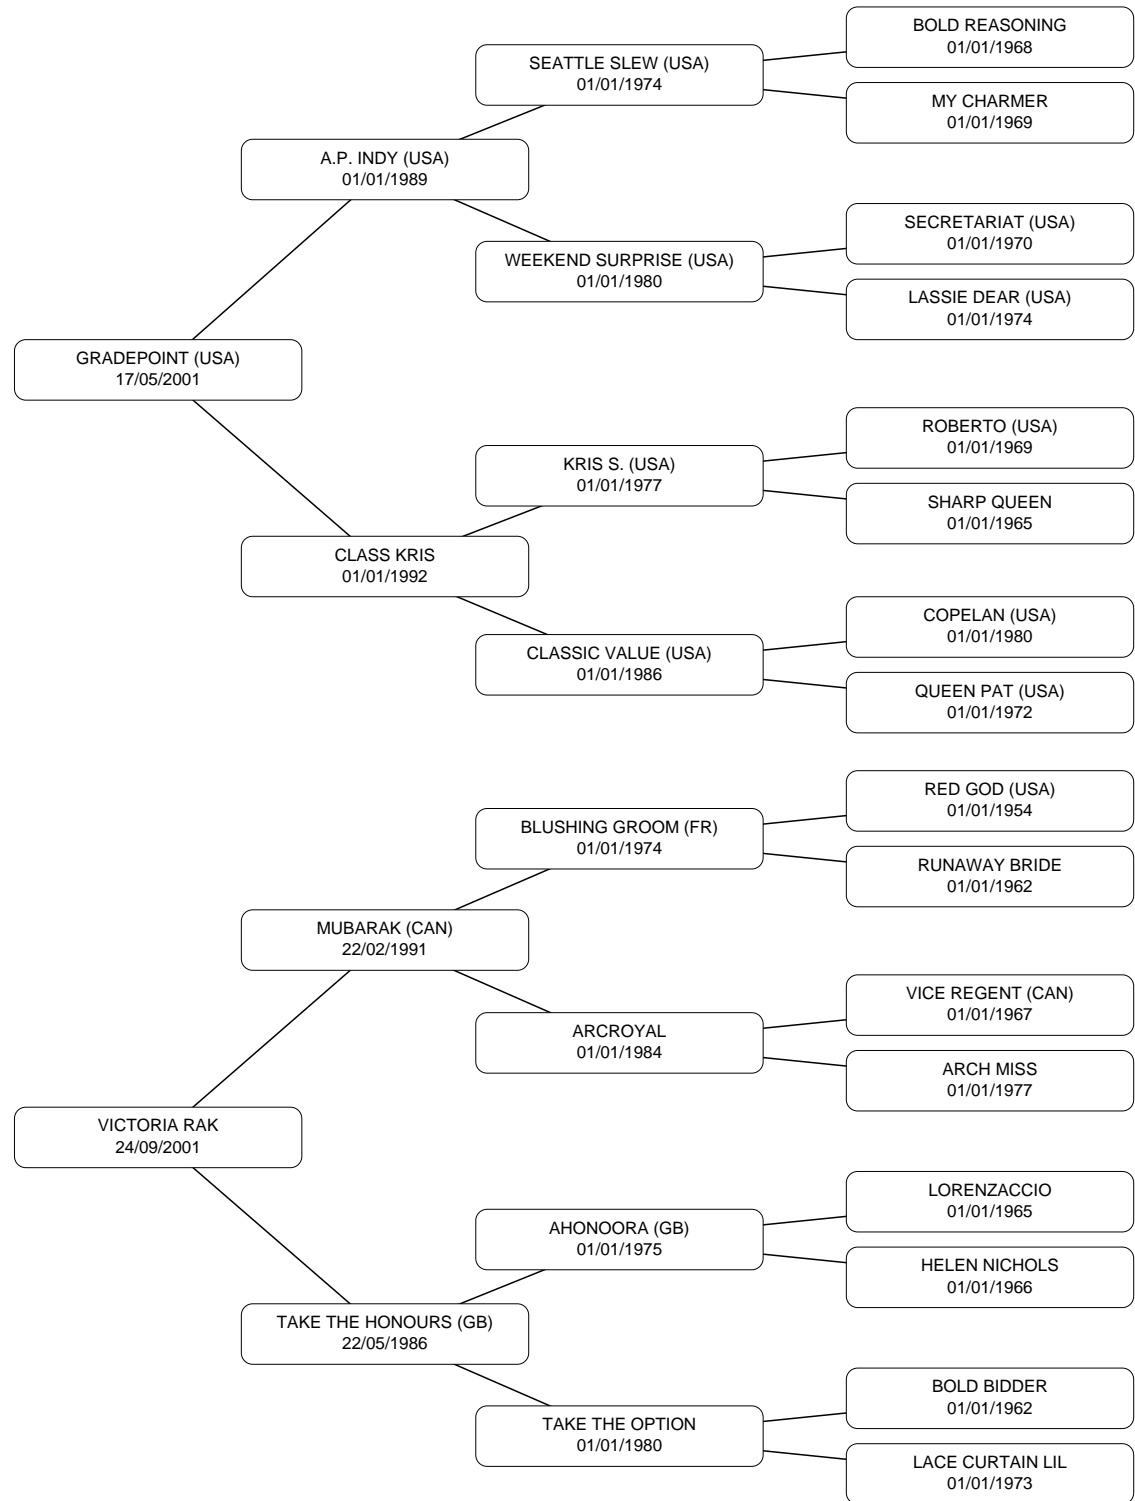 BOLD REASONING
01/01/1968
SEATTLE SLEW (USA)
01/01/1974
MY CHARMER
01/01/1969
A.P. INDY (USA)
01/01/1989
SECRETARIAT (USA)
01/01/1970
WEEKEND SURPRISE (USA)
01/01/1980
LASSIE DEAR (USA)
01/01/1974
GRADEPOINT (USA)
17/05/2001
ROBERTO (USA)
01/01/1969
KRIS S. (USA)
01/01/1977
SHARP QUEEN
01/01/1965
CLASS KRIS
01/01/1992
COPELAN (USA)
01/01/1980
CLASSIC VALUE (USA)
01/01/1986
QUEEN PAT (USA)
01/01/1972
RED GOD (USA)
01/01/1954
BLUSHING GROOM (FR)
01/01/1974
RUNAWAY BRIDE
01/01/1962
MUBARAK (CAN)
22/02/1991
VICE REGENT (CAN)
01/01/1967
ARCROYAL
01/01/1984
ARCH MISS
01/01/1977
VICTORIA RAK
24/09/2001
LORENZACCIO
01/01/1965
AHONOORA (GB)
01/01/1975
HELEN NICHOLS
01/01/1966
TAKE THE HONOURS (GB)
22/05/1986
BOLD BIDDER
01/01/1962
TAKE THE OPTION
01/01/1980
LACE CURTAIN LIL
01/01/1973